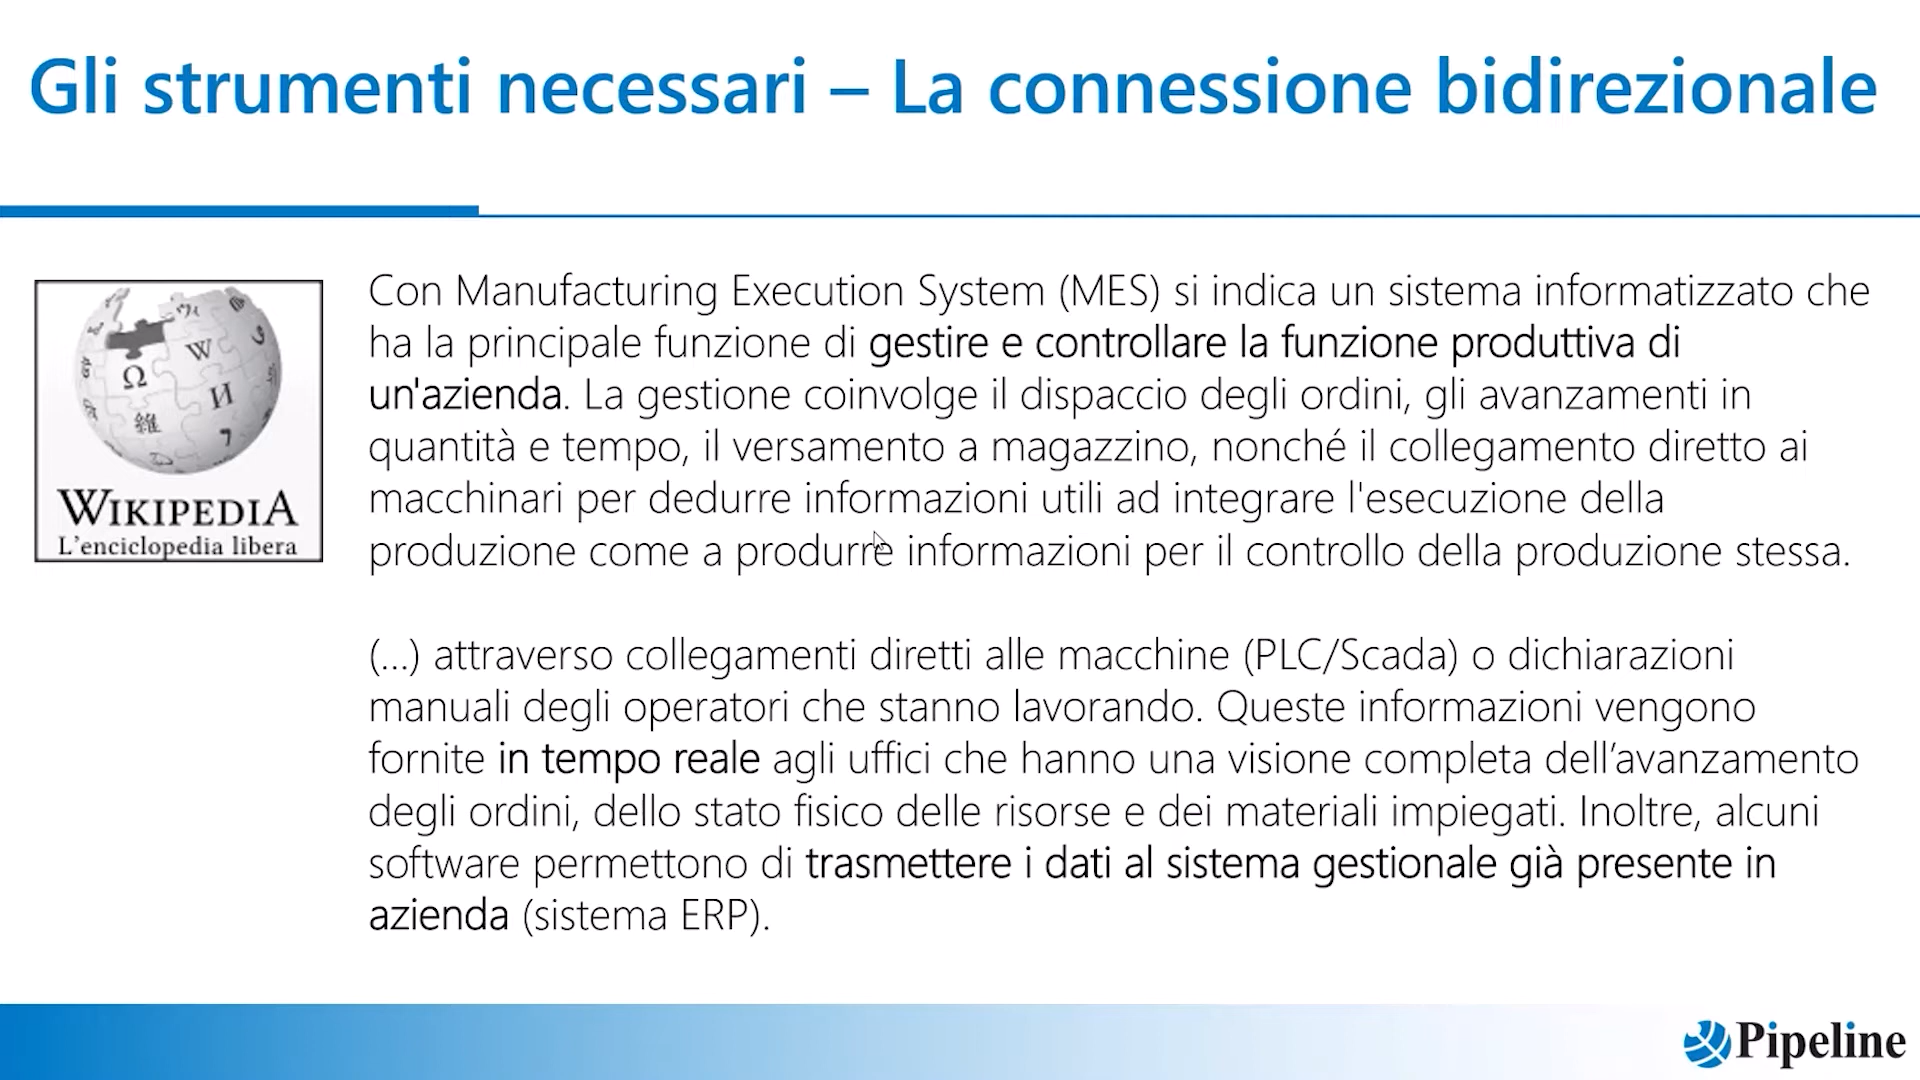 Gli strumenti necessari – La connessione bidirezionale
Con Manufacturing Execution System (MES) si indica un sistema informatizzato che
ha la principale funzione di gestire e controllare la funzione produttiva di
un'azienda. La gestione coinvolge il dispaccio degli ordini, gli avanzamenti in
quantità e tempo, il versamento a magazzino, nonché il collegamento diretto ai
macchinari per dedurre informazioni utili ad integrare l'esecuzione della
produzione come a produrre informazioni per il controllo della produzione stessa.
(...) attraverso collegamenti diretti alle macchine (PLC/Scada) o dichiarazioni
manuali degli operatori che stanno lavorando. Queste informazioni vengono
fornite in tempo reale agli uffici che hanno una visione completa dell’avanzamento
degli ordini, dello stato fisico delle risorse e dei materiali impiegati. Inoltre, alcuni
software permettono di trasmettere i dati al sistema gestionale già presente in
azienda (sistema ERP).
Ω W И
維 7
WIKIPEDIA
L'enciclopedia libera
Pipeline